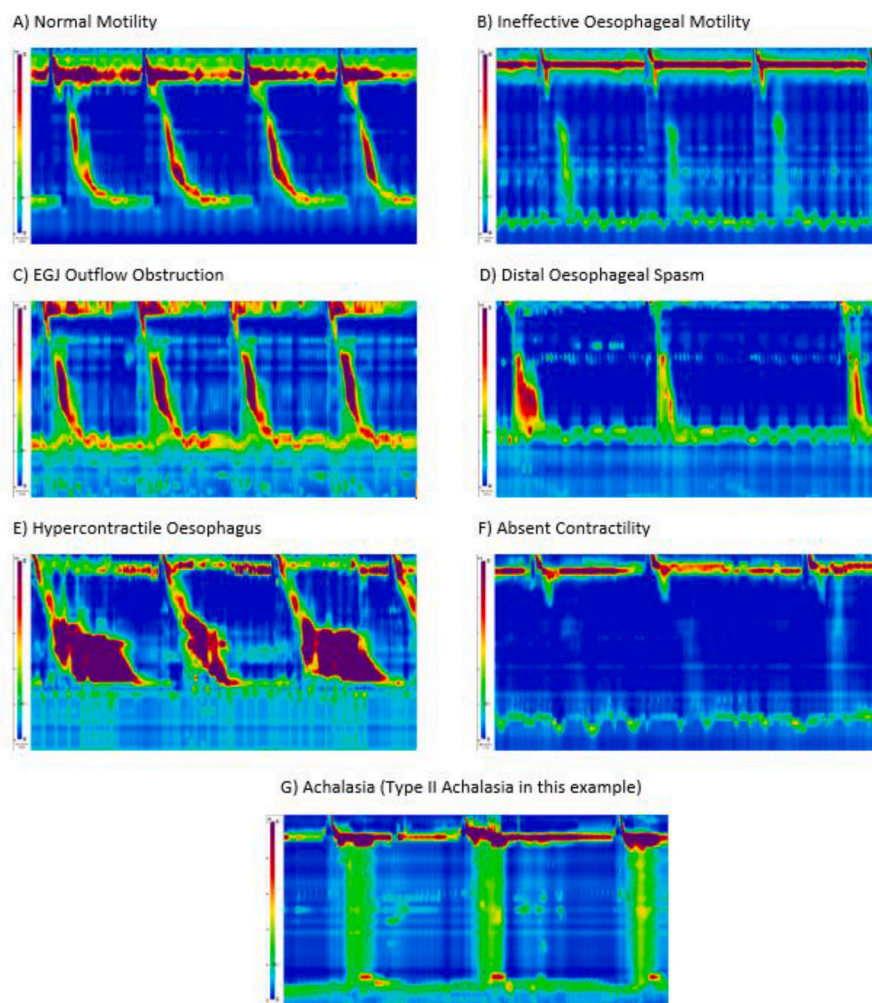 A) Normal Motility
B) Ineffective Oesophageal Motility
C) EGJ Outflow Obstruction
D) Distal Oesophageal Spasm
E) Hypercontractile Oesophagus
F) Absent Contractility
G) Achalasia (Type II Achalasia in this example)